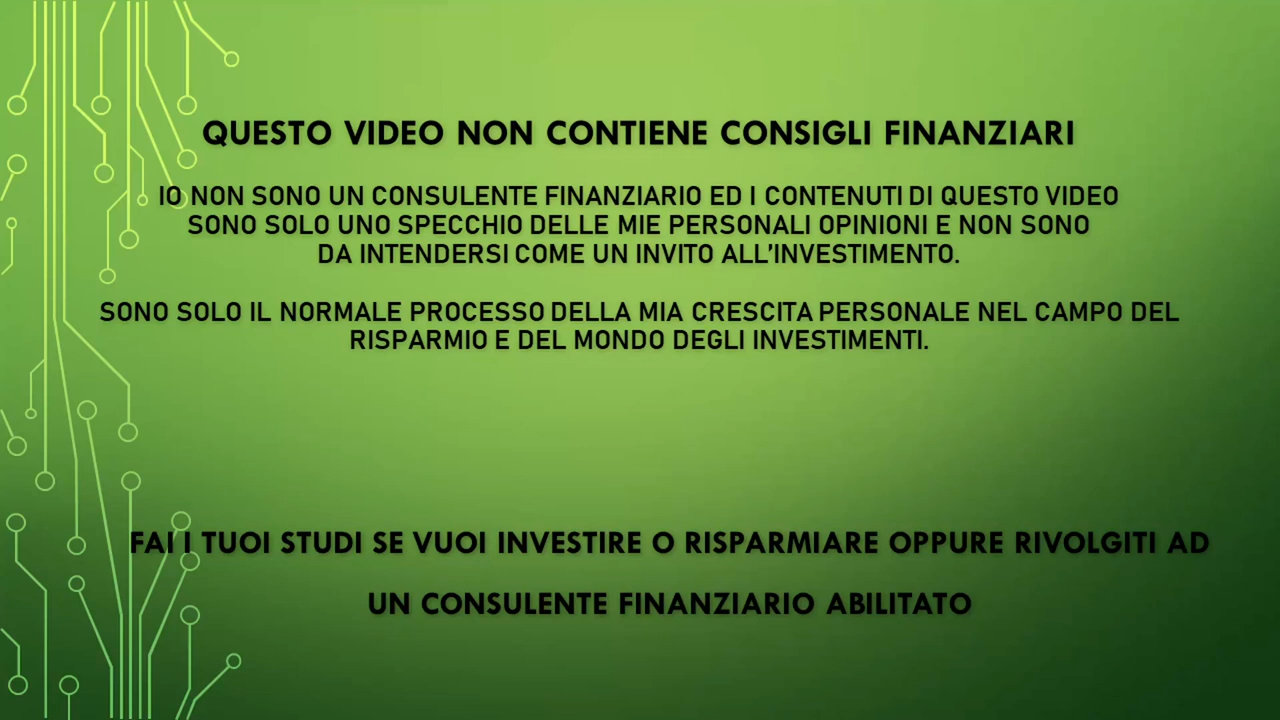 QUESTO VIDEO NON CONTIENE CONSIGLI FINANZIARI
IO NON SONO UN CONSULENTE FINANZIARIO ED I CONTENUTI DI QUESTO VIDEO
SONO SOLO UNO SPECCHIO DELLE MIE PERSONALI OPINIONI E NON SONO
DA INTENDERSI COME UN INVITO ALL'INVESTIMENTO.
SONO SOLO IL NORMALE PROCESSO DELLA MIA CRESCITA PERSONALE NEL CAMPO DEL
RISPARMIO E DEL MONDO DEGLI INVESTIMENTI.
FAI I TUOI STUDI SE VUOI INVESTIRE O RISPARMIARE OPPURE RIVOLGITI AD
UN CONSULENTE FINANZIARIO ABILITATO